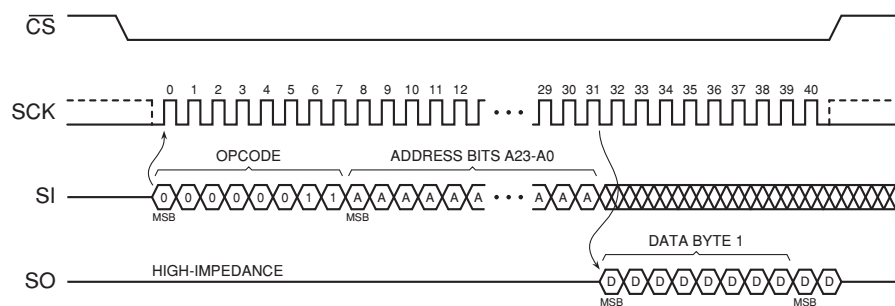 CS
0 1 2 3 4 5 6 7 8 9 10 11 12 29 30 31 32 33 34 35 36 37 38 39 40
SCK
OPCODE ADDRESS BITS A23-A0
SI 0 0 0 0 0 0 1 1 A A A A A A A A A
MSB MSB
DATA BYTE 1
SO HIGH-IMPEDANCE D D D D D D D D D D
MSB MSB